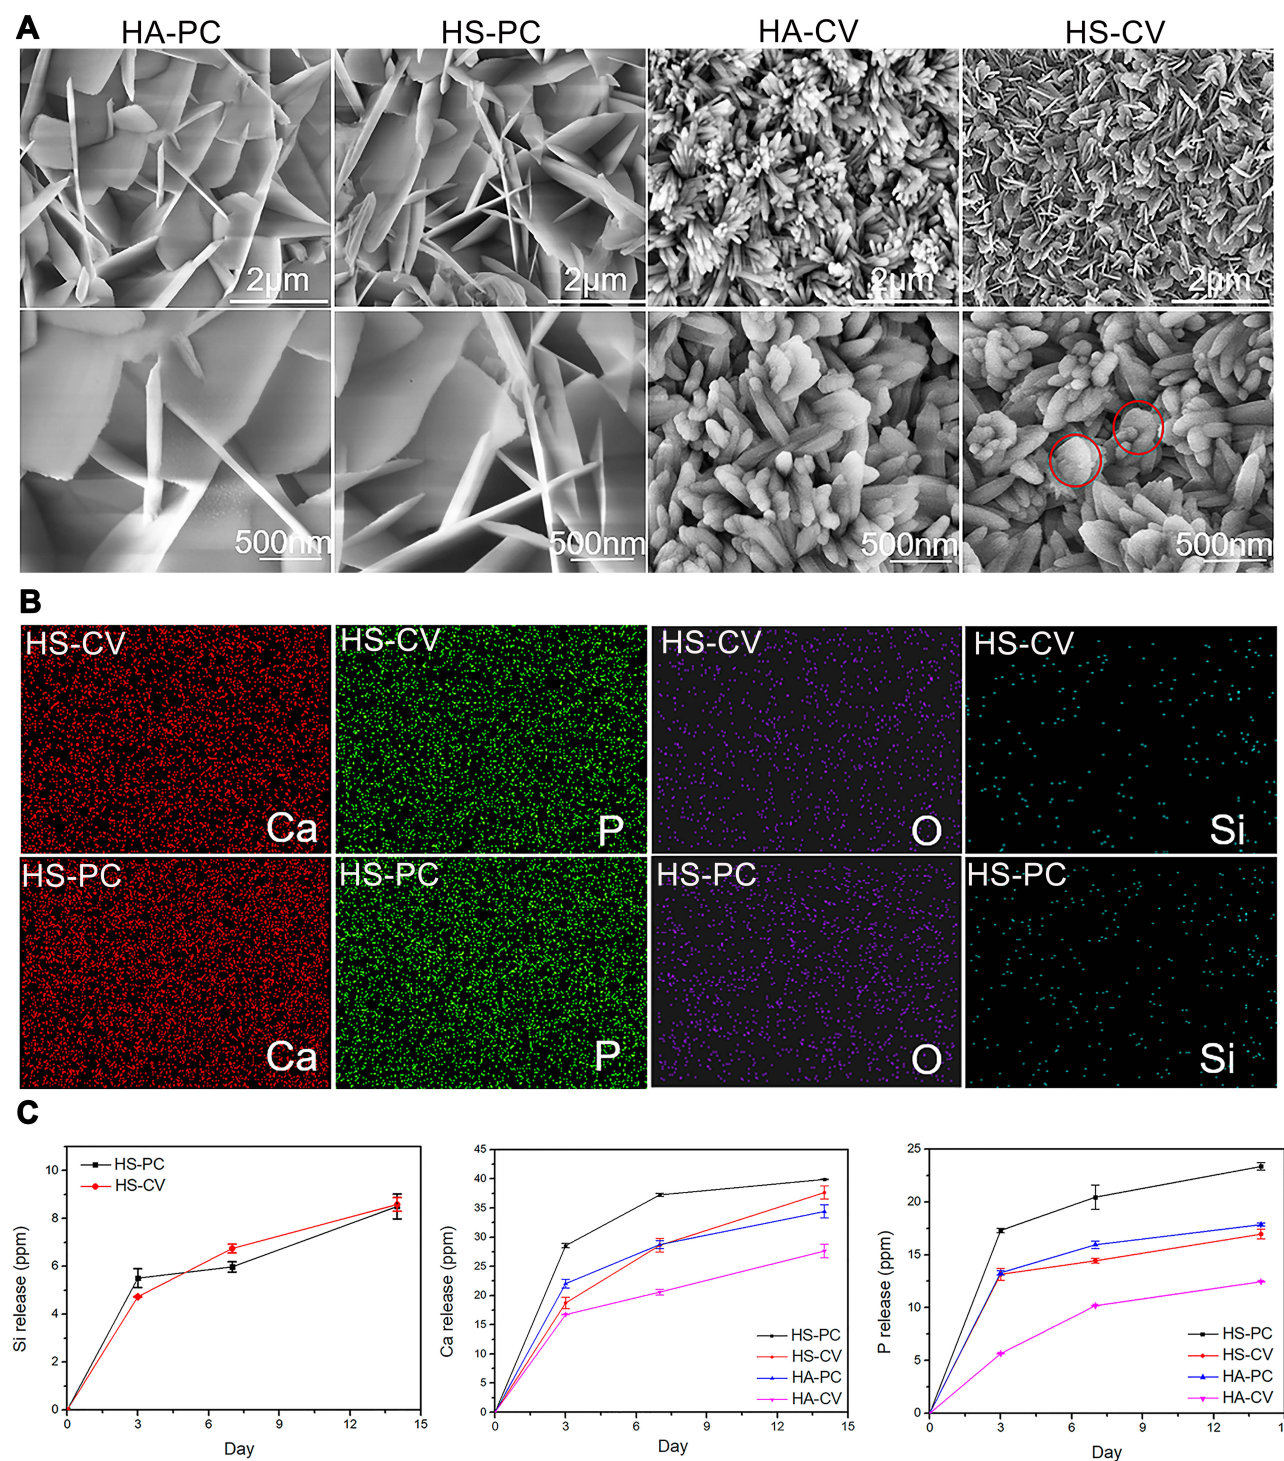 A
HA-PC HS-PC HA-CV HS-CV
2μm 2μm 2μm 2μm
500nm 500nm 500nm 500nm
B
HS-CV HS-CV HS-CV HS-CV
Ca P O Si
HS-PC HS-PC HS-PC HS-PC
Ca P O Si
C
Si release (ppm)
10
8
6
4
2
0
HS-PC
HS-CV
0 3 6 9 12 15
Day
Ca release (ppm)
45
40
35
30
25
20
15
10
5
0
HS-PC
HS-CV
HA-PC
HA-CV
0 3 6 9 12 15
Day
P release (ppm)
25
20
15
10
5
0
HS-PC
HS-CV
HA-PC
HA-CV
0 3 6 9 12 1
Day